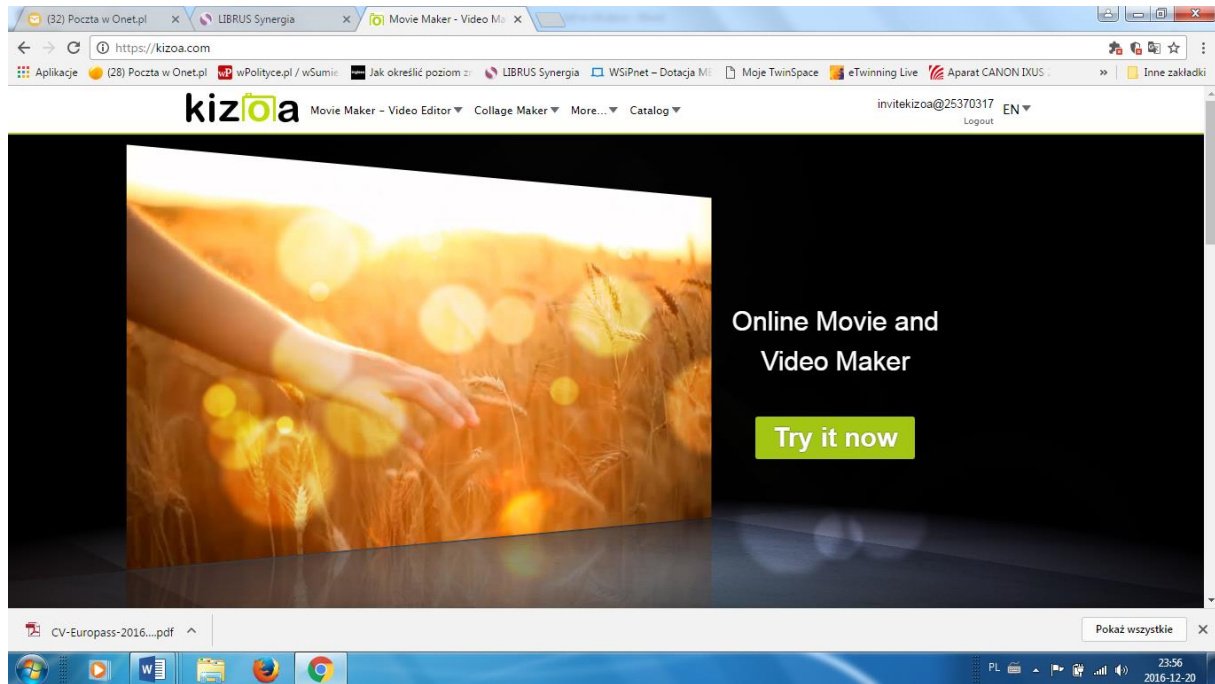 (32) Poczta w Onet.pl
LIBRUS Synergia
Movie Maker - Video Ma
https://kizoa.com
Aplikacje
(28) Poczta w Onet.pl
wP wPolityce.pl / wSumie
Jak określić poziom
LIBRUS Synergia
WSiPnet – Dotacja
Moje TwinSpace
eTwinning Live
Aparat CANON IXUS
»
Inne zakładki
kizoa
Movie Maker – Video Editor
Collage Maker
More...
Catalog
invitekizoa@25370317
Logout
EN
Online Movie and
Video Maker
Try it now
CV-Europass-2016....pdf
Pokaż wszystkie
PL
23:56
2016-12-20